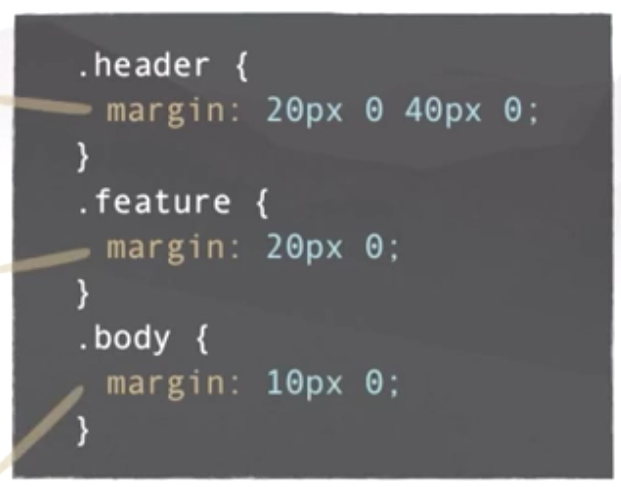 .header {
margin: 20px 0 40px 0;
}
.feature {
margin: 20px 0;
}
.body {
margin: 10px 0;
}